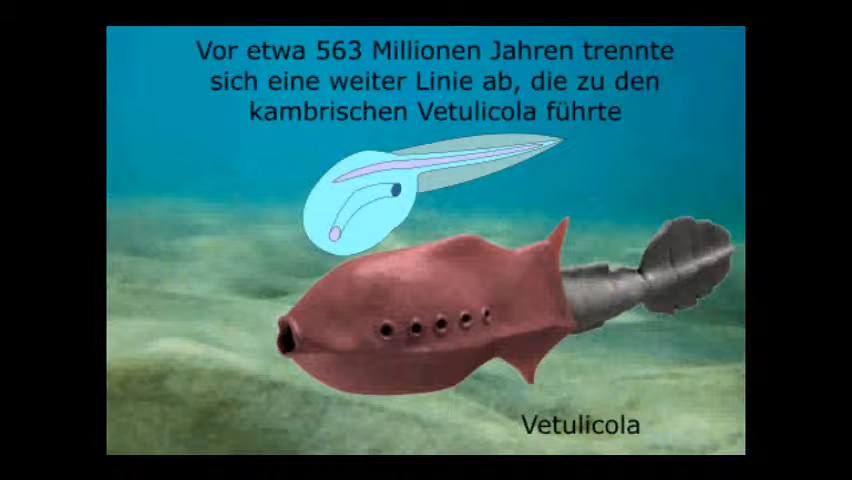 Vor etwa 563 Millionen Jahren trennte
sich eine weiter Linie ab, die zu den
kambrischen Vetulicola führte
Vetulicola